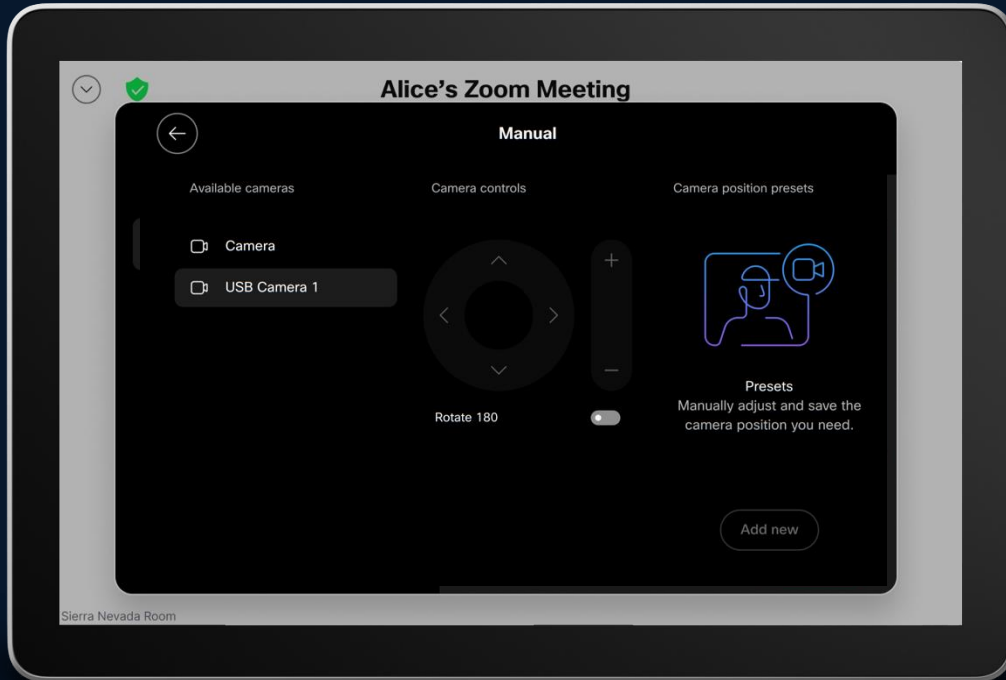 Alice’s Zoom Meeting
Manual
Available cameras
Camera
USB Camera 1
Camera controls
Rotate 180
Camera position presets
Presets
Manually adjust and save the
camera position you need.
Add new
Sierra Nevada Room